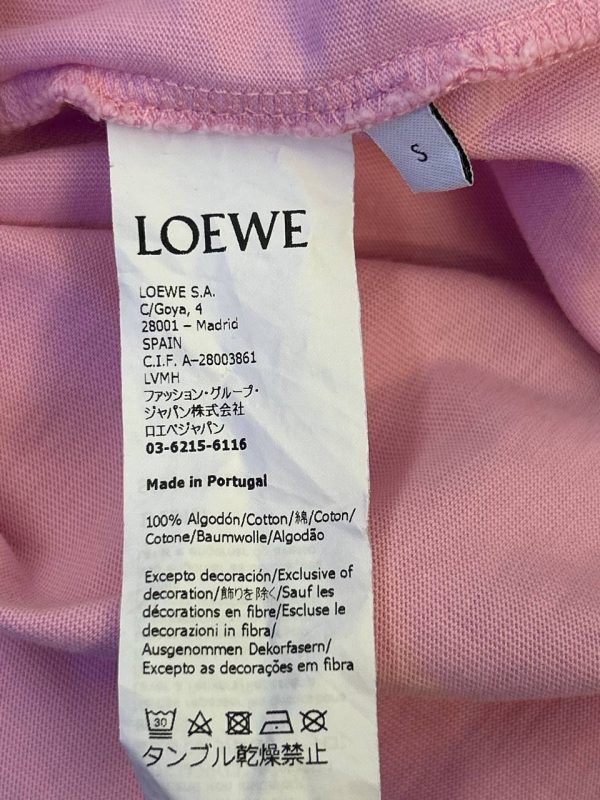 S
LOEWE
LOEWE S.A.
C/Goya, 4
28001 – Madrid
SPAIN
C.I.F. A-28003861
LVMH
ファッション・グループ・
ジャパン株式会社
ロエベジャパン
03-6215-6116
Made in Portugal
100% Algodón/Cotton/綿/Coton/
Cotone/Baumwolle/Algodão
Excepto decoración/Exclusive of
decoration/飾りを除く/Sauf les
décorations en fibre/Escluse le
decorazioni in fibra/
Ausgenommen Dekorfasern/
Excepto as decorações em fibra
30
タンブル乾燥禁止